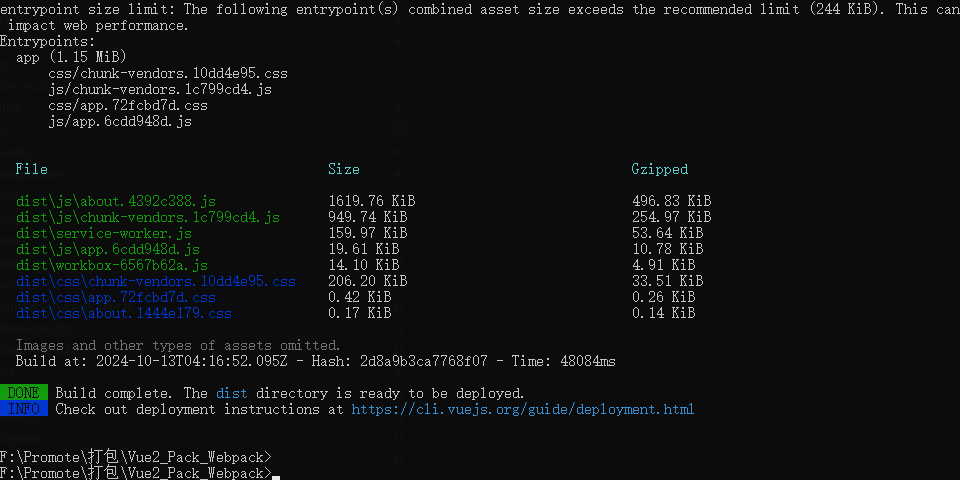 entrypoint size limit: The following entrypoint(s) combined asset size exceeds the recommended limit (244 KiB). This can
impact web performance.
Entrypoints:
app (1.15 MiB)
css/chunk-vendors.10dd4e95.css
js/chunk-vendors.1c799cd4.js
css/app.72fcbd7d.css
js/app.6cdd948d.js
File Size Gzipped
dist\js\about.4392c388.js 1619.76 KiB 496.83 KiB
dist\js\chunk-vendors.1c799cd4.js 949.74 KiB 254.97 KiB
dist\service-worker.js 159.97 KiB 53.64 KiB
dist\js\app.6cdd948d.js 19.61 KiB 10.78 KiB
dist\workbox-6567b62a.js 14.10 KiB 4.91 KiB
dist\css\chunk-vendors.10dd4e95.css 206.20 KiB 33.51 KiB
dist\css\app.72fcbd7d.css 0.42 KiB 0.26 KiB
dist\css\about.1444e179.css 0.17 KiB 0.14 KiB
Images and other types of assets omitted.
Build at: 2024-10-13T04:16:52.095Z - Hash: 2d8a9b3ca7768f07 - Time: 48084ms
DONE Build complete. The dist directory is ready to be deployed.
INFO Check out deployment instructions at https://cli.vuejs.org/guide/deployment.html
F:\Promote\打包\Vue2_Pack_Webpack>
F:\Promote\打包\Vue2_Pack_Webpack>